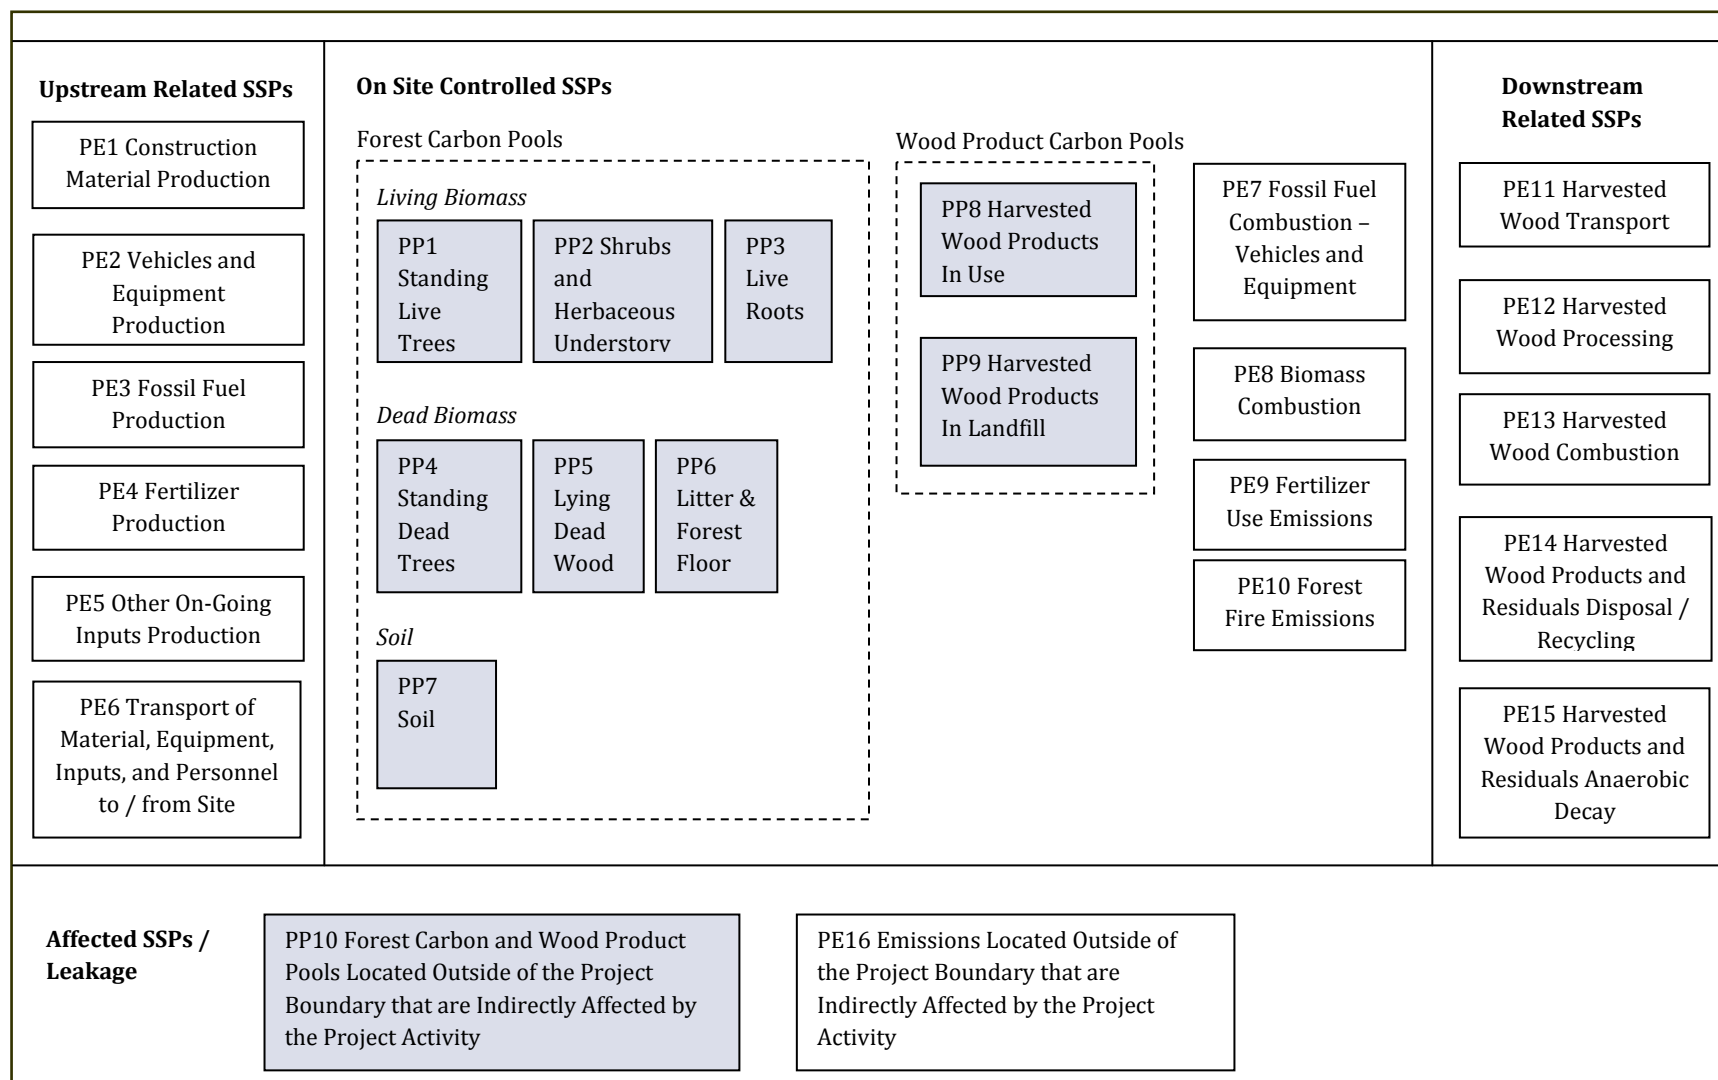 Upstream Related SSPs
PE1 Construction
Material Production
PE2 Vehicles and
Equipment
Production
PE3 Fossil Fuel
Production
PE4 Fertilizer
Production
PE5 Other On-Going
Inputs Production
PE6 Transport of
Material, Equipment,
Inputs, and Personnel
to / from Site
On Site Controlled SSPs
Forest Carbon Pools
Living Biomass
PP1
Standing
Live
Trees
PP2 Shrubs
and
Herbaceous
Understory
PP3
Live
Roots
Dead Biomass
PP4
Standing
Dead
Trees
PP5
Lying
Dead
Wood
PP6
Litter &
Forest
Floor
Soil
PP7
Soil
Wood Product Carbon Pools
PP8 Harvested
Wood Products
In Use
PP9 Harvested
Wood Products
In Landfill
PE7 Fossil Fuel
Combustion –
Vehicles and
Equipment
PE8 Biomass
Combustion
PE9 Fertilizer
Use Emissions
PE10 Forest
Fire Emissions
Downstream
Related SSPs
PE11 Harvested
Wood Transport
PE12 Harvested
Wood Processing
PE13 Harvested
Wood Combustion
PE14 Harvested
Wood Products and
Residuals Disposal /
Recycling
PE15 Harvested
Wood Products and
Residuals Anaerobic
Decay
Affected SSPs /
Leakage
PP10 Forest Carbon and Wood Product
Pools Located Outside of the Project
Boundary that are Indirectly Affected by
the Project Activity
PE16 Emissions Located Outside of
the Project Boundary that are
Indirectly Affected by the Project
Activity